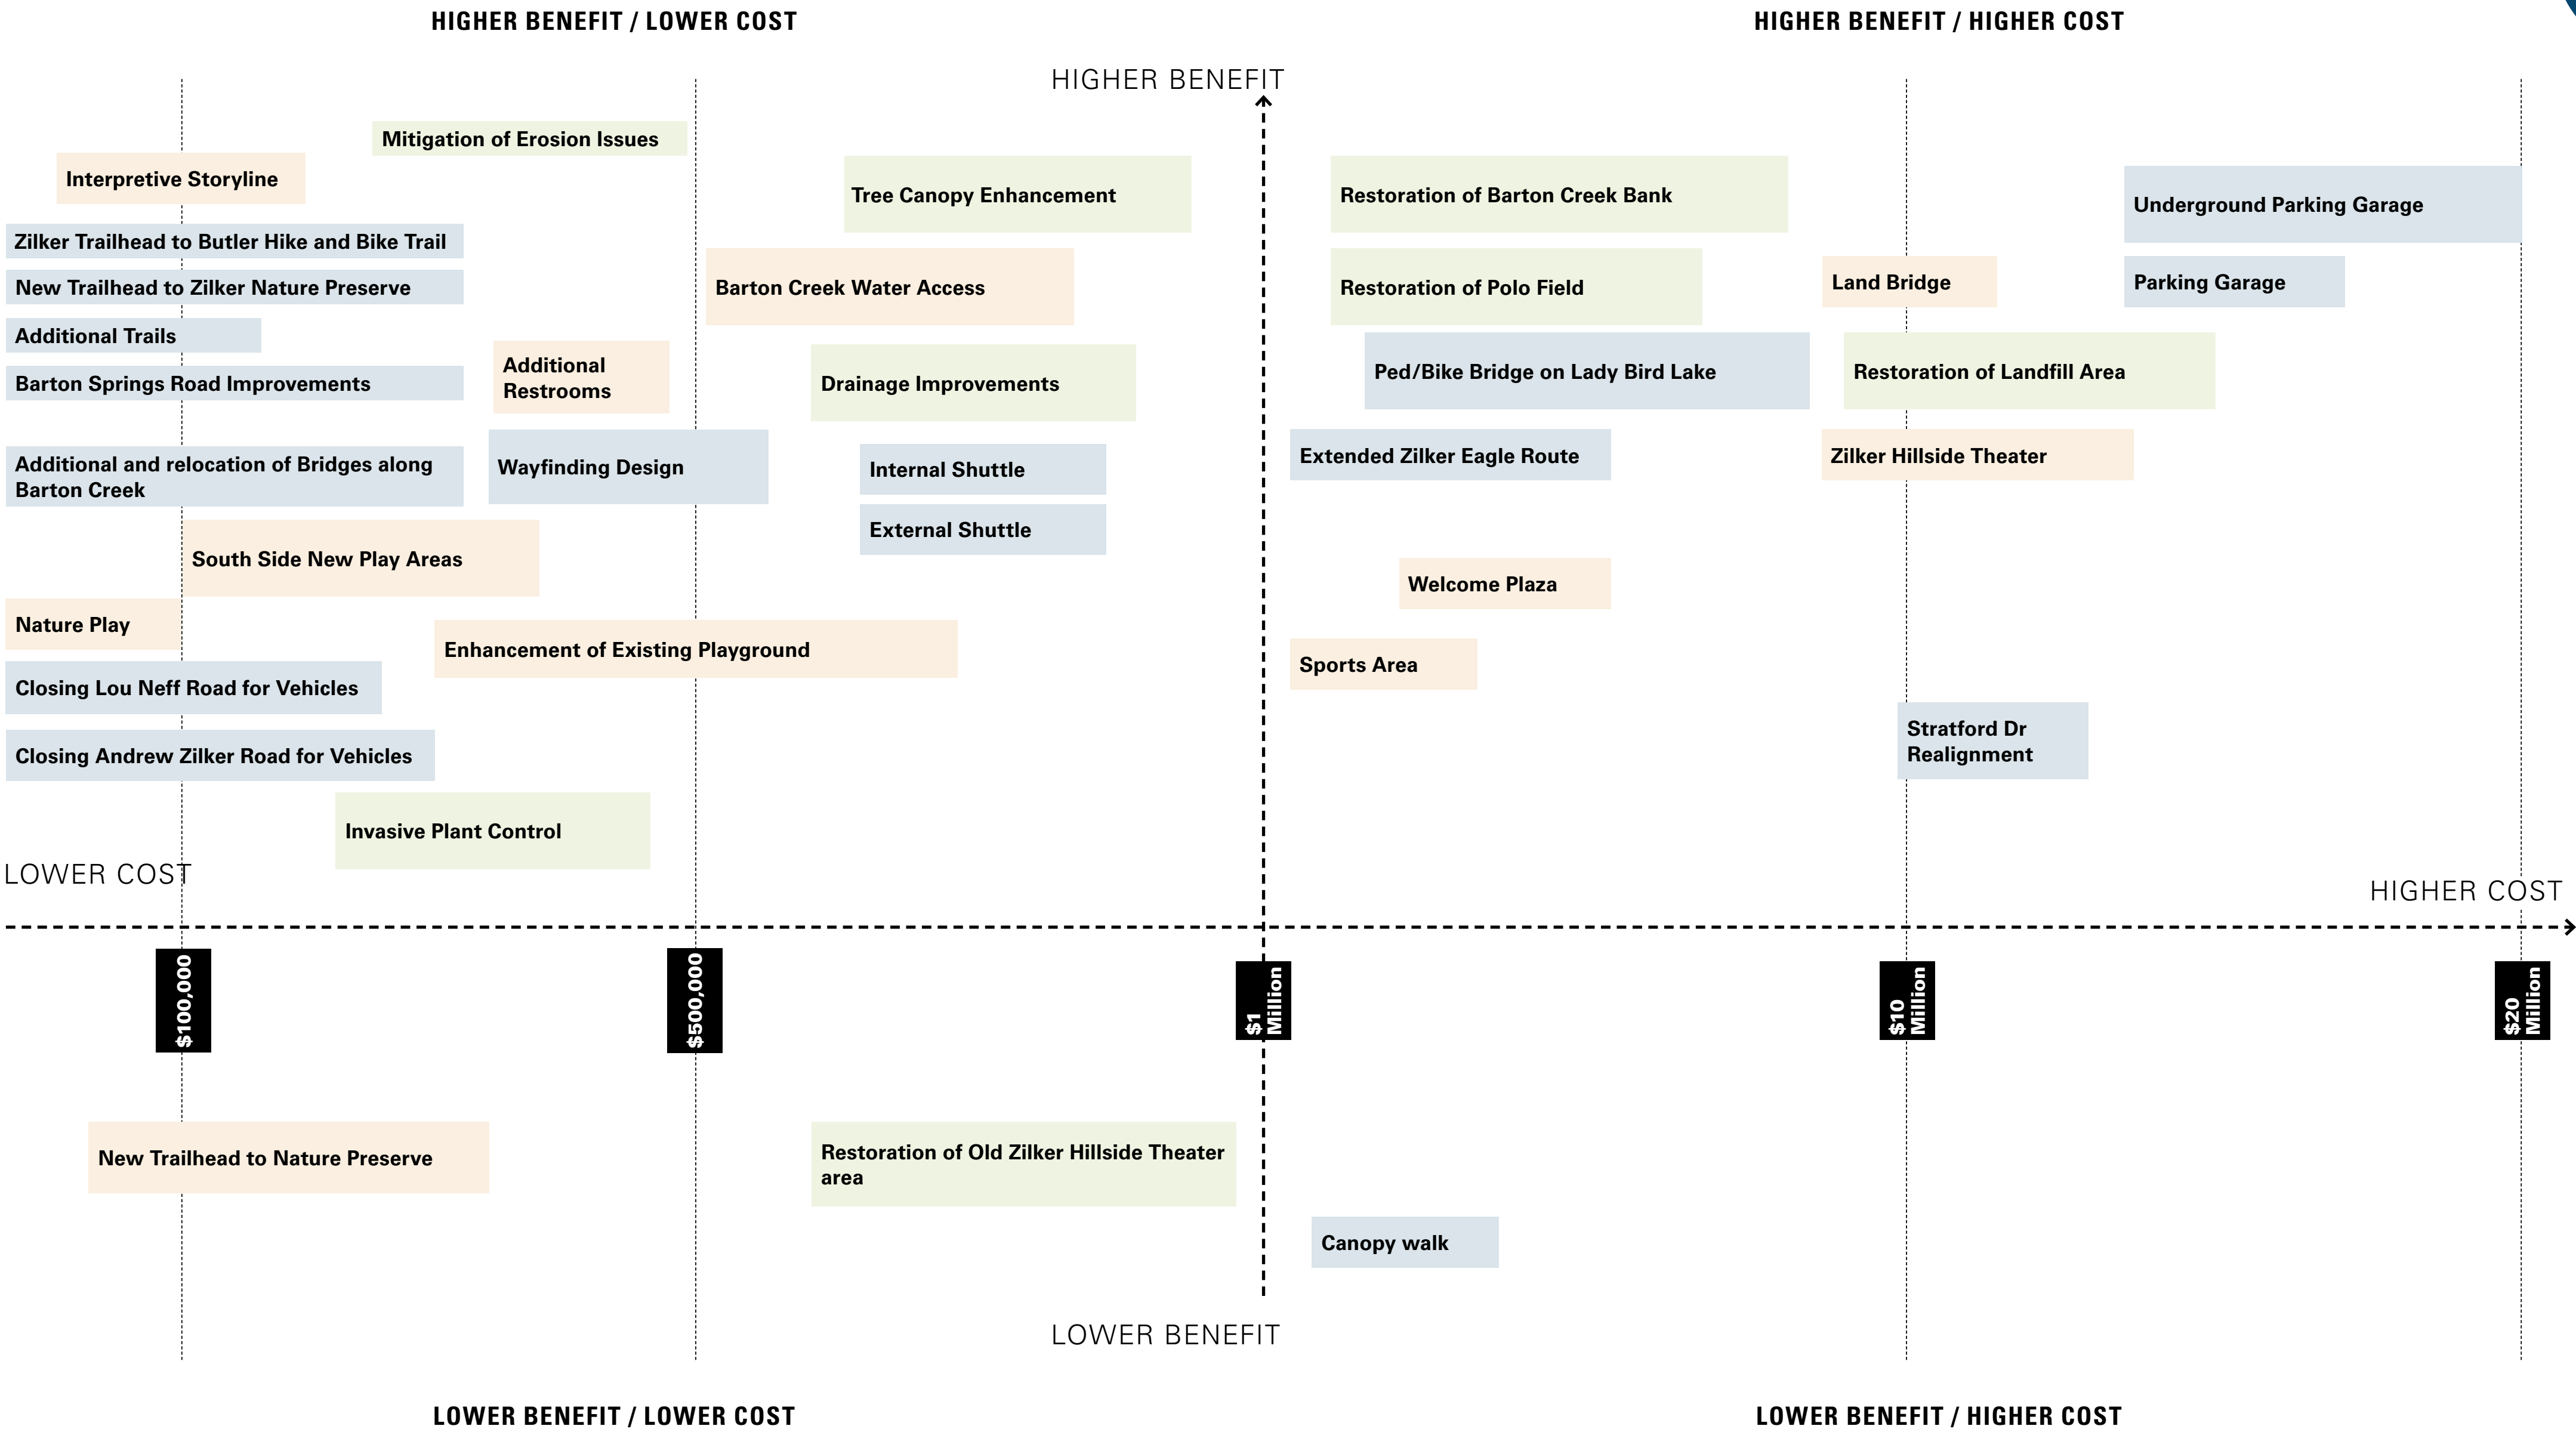 HIGHER BENEFIT / LOWER COST
HIGHER BENEFIT / HIGHER COST
HIGHER BENEFIT
Mitigation of Erosion Issues
Interpretive Storyline
Tree Canopy Enhancement
Restoration of Barton Creek Bank
Underground Parking Garage
Zilker Trailhead to Butler Hike and Bike Trail
New Trailhead to Zilker Nature Preserve
Barton Creek Water Access
Restoration of Polo Field
Land Bridge
Parking Garage
Additional Trails
Additional
Restrooms
Barton Springs Road Improvements
Drainage Improvements
Ped/Bike Bridge on Lady Bird Lake
Restoration of Landfill Area
Additional and relocation of Bridges along
Barton Creek
Wayfinding Design
Internal Shuttle
Extended Zilker Eagle Route
Zilker Hillside Theater
External Shuttle
South Side New Play Areas
Welcome Plaza
Nature Play
Enhancement of Existing Playground
Sports Area
Closing Lou Neff Road for Vehicles
Closing Andrew Zilker Road for Vehicles
Stratford Dr
Realignment
Invasive Plant Control
LOWER COST
HIGHER COST
$100,000
$500,000
$1
Million
$10
Million
$20
Million
New Trailhead to Nature Preserve
Restoration of Old Zilker Hillside Theater
area
Canopy walk
LOWER BENEFIT
LOWER BENEFIT / LOWER COST
LOWER BENEFIT / HIGHER COST